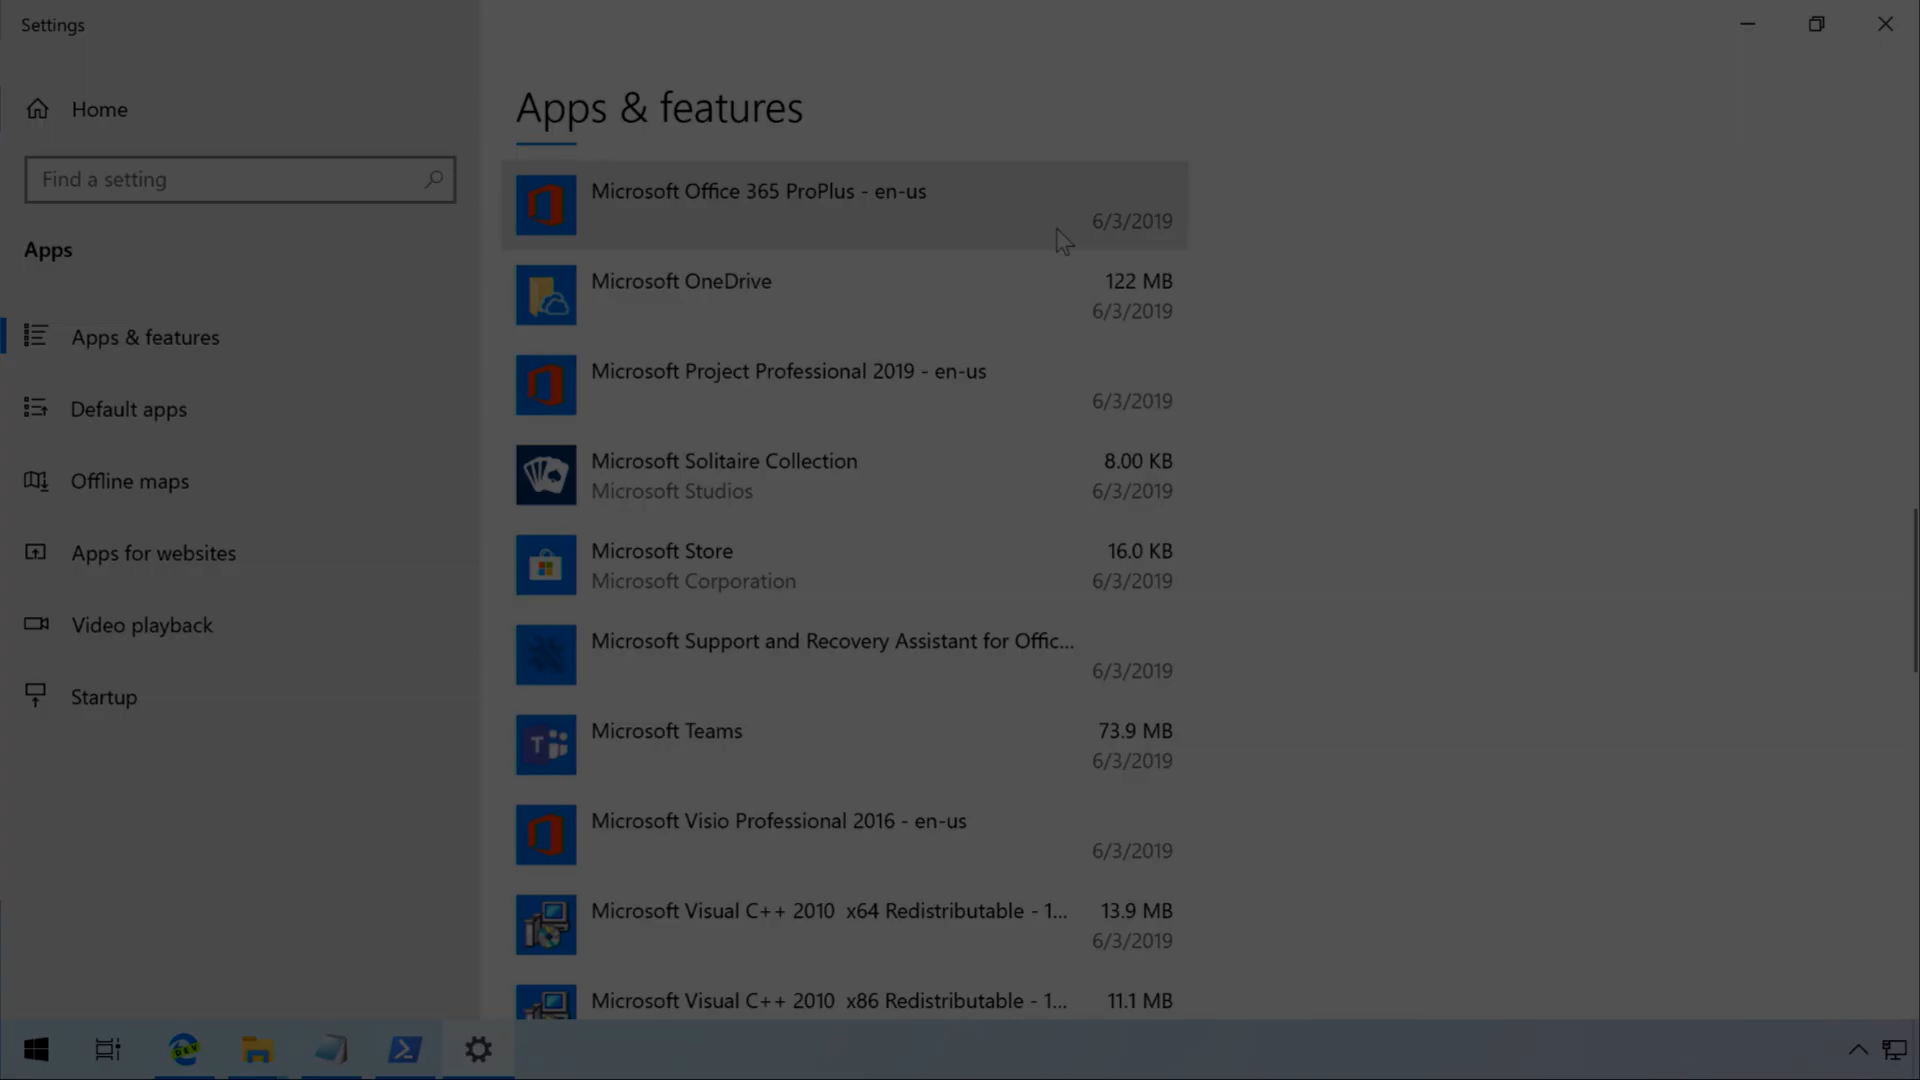 Settings
Home
Find a setting
Apps
Apps & features
Default apps
Offline maps
Apps for websites
Video playback
Startup
Apps & features
Microsoft Office 365 ProPlus - en-us
6/3/2019
Microsoft OneDrive 122 MB
6/3/2019
Microsoft Project Professional 2019 - en-us
6/3/2019
Microsoft Solitaire Collection 8.00 KB
Microsoft Studios 6/3/2019
Microsoft Store 16.0 KB
Microsoft Corporation 6/3/2019
Microsoft Support and Recovery Assistant for Offic...
6/3/2019
Microsoft Teams 73.9 MB
6/3/2019
Microsoft Visio Professional 2016 - en-us
6/3/2019
Microsoft Visual C++ 2010 x64 Redistributable - 1... 13.9 MB
6/3/2019
Microsoft Visual C++ 2010 x86 Redistributable - 1... 11.1 MB
T
DEV